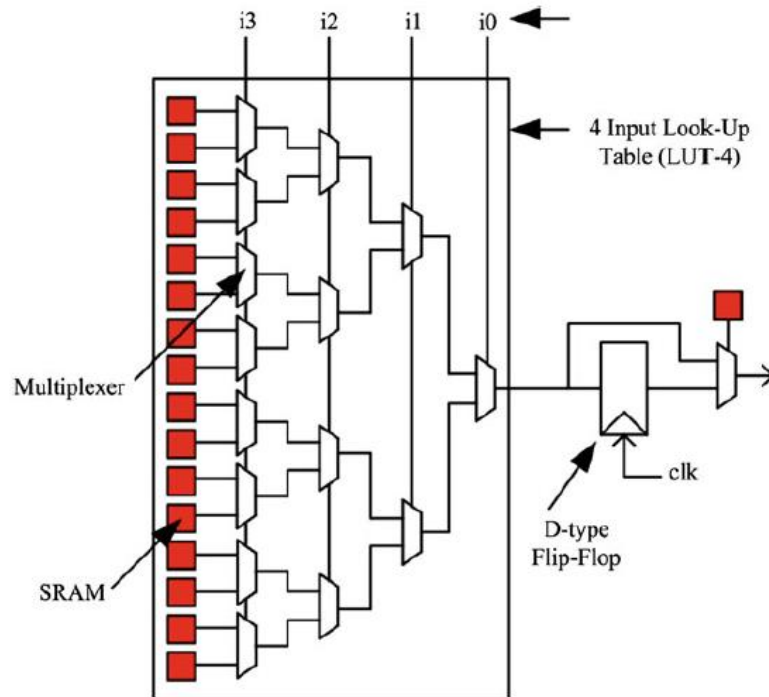 i3 i2 i1 i0
4 Input Look-Up
Table (LUT-4)
Multiplexer
clk
D-type
Flip-Flop
SRAM